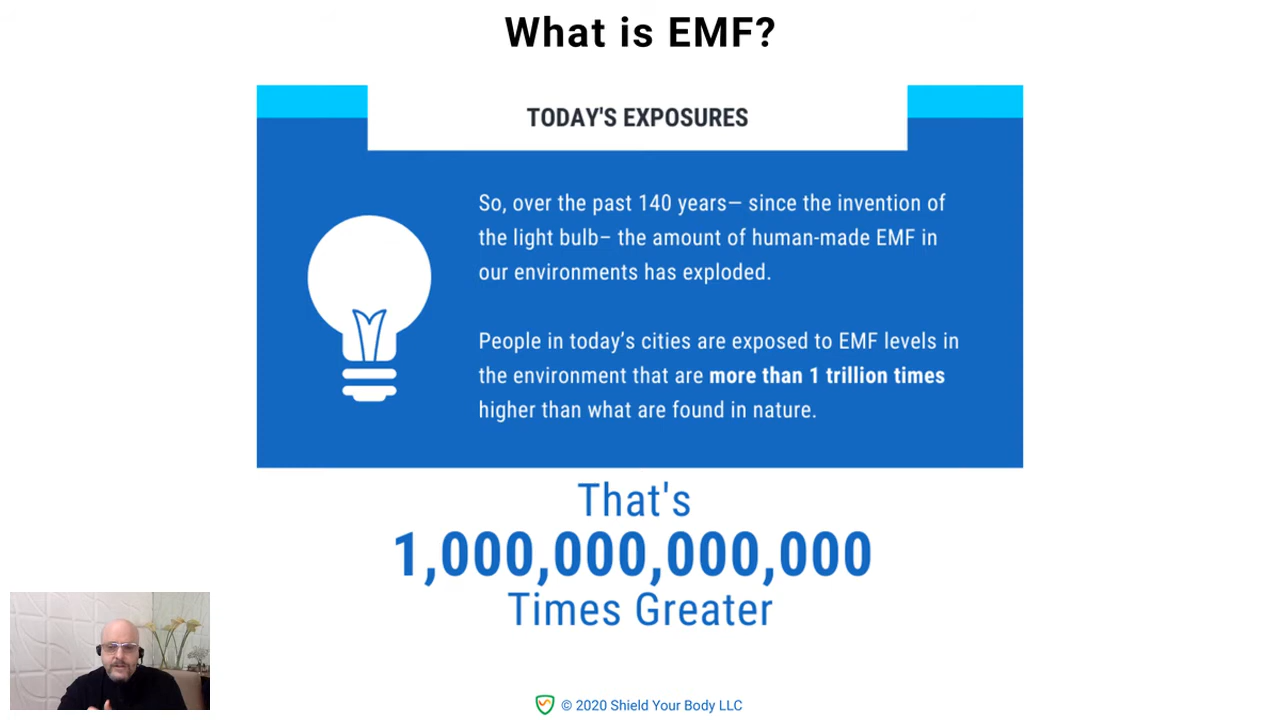 What is EMF?
TODAY'S EXPOSURES
So, over the past 140 years— since the invention of
the light bulb– the amount of human-made EMF in
our environments has exploded.
People in today’s cities are exposed to EMF levels in
the environment that are more than 1 trillion times
higher than what are found in nature.
That's
1,000,000,000,000
Times Greater
© 2020 Shield Your Body LLC